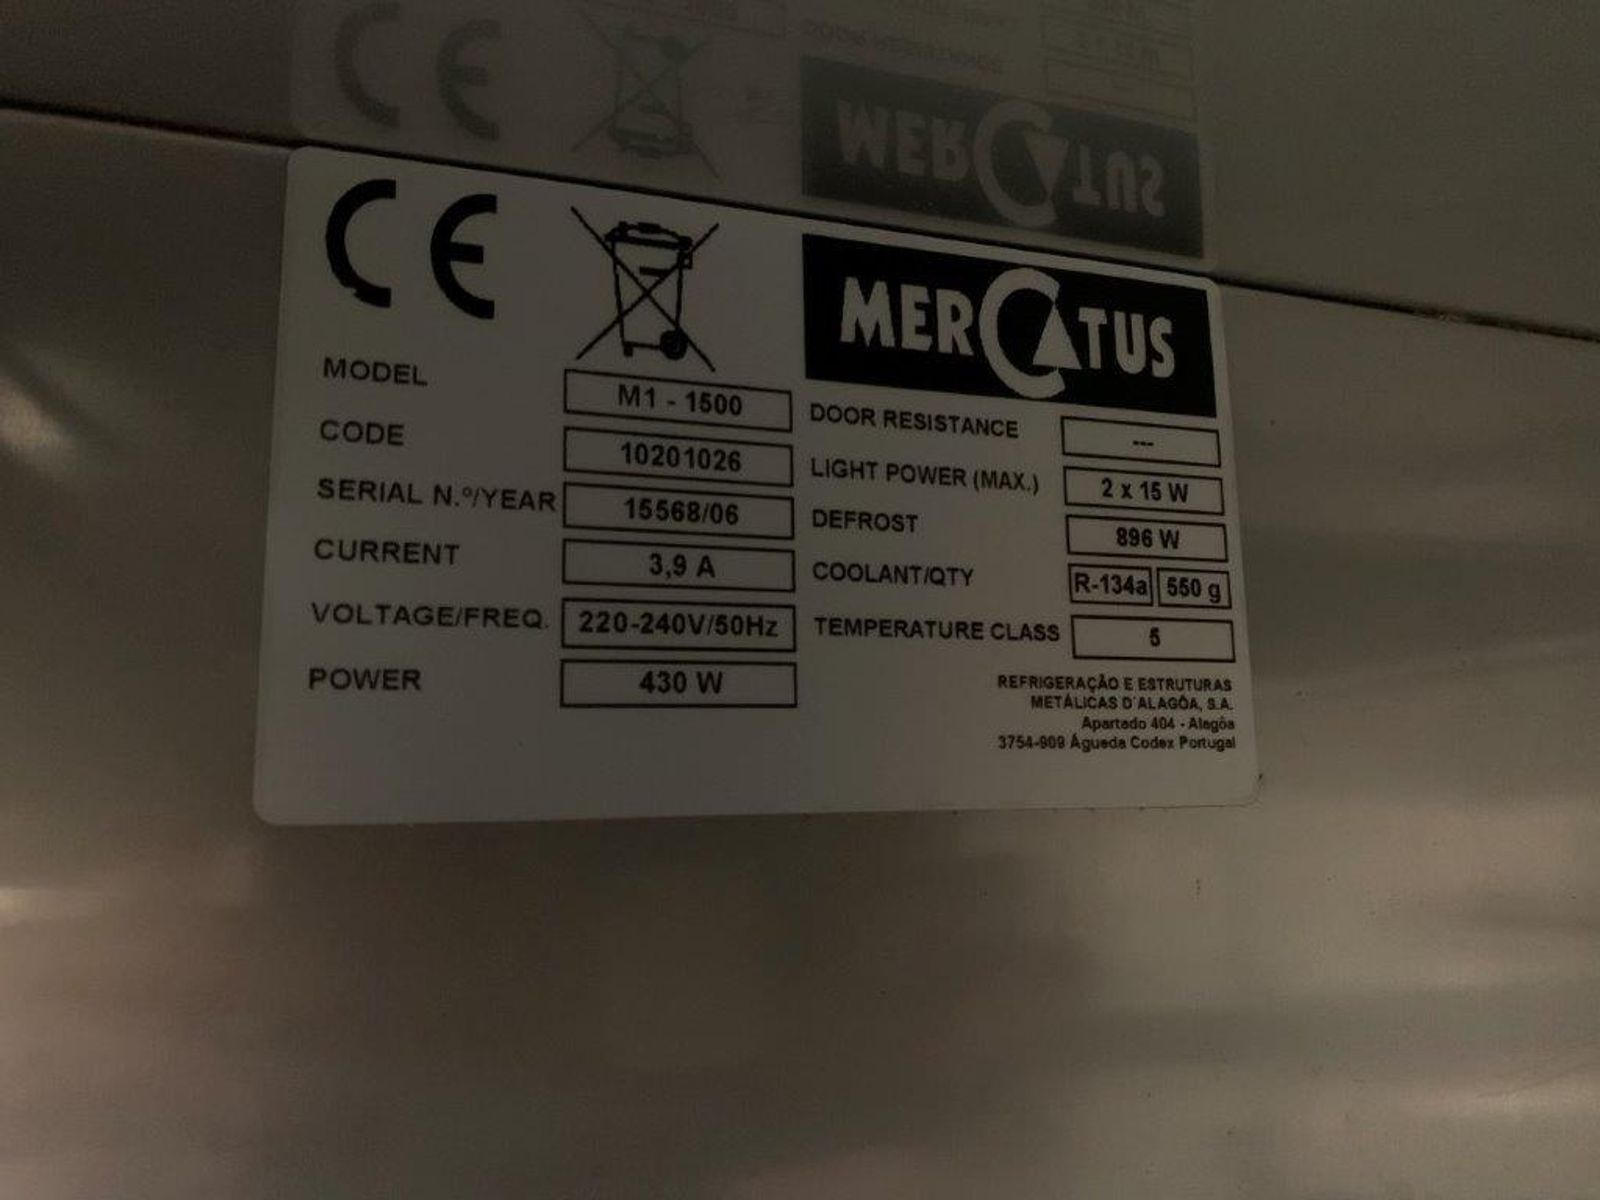 CE
MERCATUS
MODEL M1 - 1500
CODE 10201026
SERIAL N.º/YEAR 15568/06
CURRENT 3,9 A
VOLTAGE/FREQ. 220-240V/50Hz
POWER 430 W
DOOR RESISTANCE ---
LIGHT POWER (MAX.) 2 x 15 W
DEFROST 896 W
COOLANT/QTY R-134a 550 g
TEMPERATURE CLASS 5
REFRIGERAÇÃO E ESTRUTURAS
METÁLICAS D'ALAGÔA, S.A.
Apartado 404 - Alagôa
3754-909 Águeda Codex Portugal